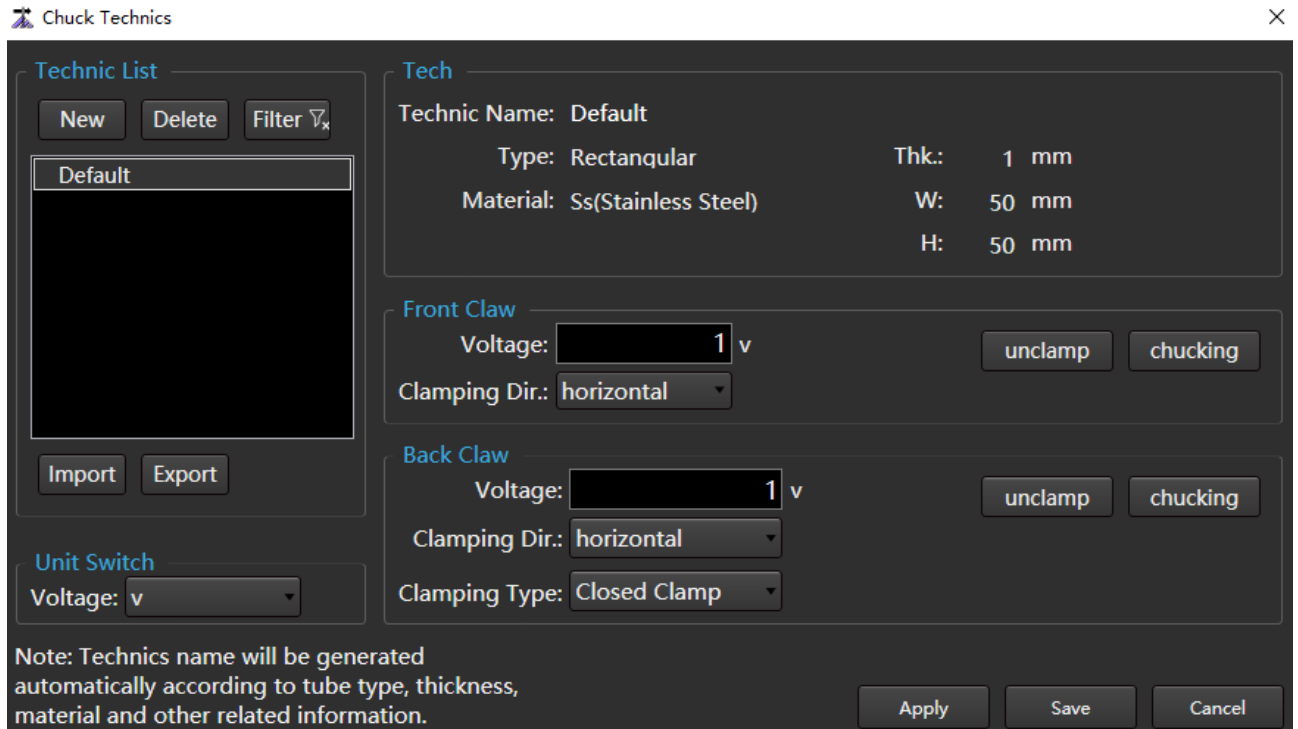 Chuck Technics
Technic List
New Delete Filter
Default
Import Export
Unit Switch
Voltage: v
Note: Technics name will be generated
automatically according to tube type, thickness,
material and other related information.
Tech
Technic Name: Default
Type: Rectangular Thk.: 1 mm
Material: Ss(Stainless Steel) W: 50 mm
H: 50 mm
Front Claw
Voltage: 1 v unclamp chucking
Clamping Dir.: horizontal
Back Claw
Voltage: 1 v unclamp chucking
Clamping Dir.: horizontal
Clamping Type: Closed Clamp
Apply Save Cancel